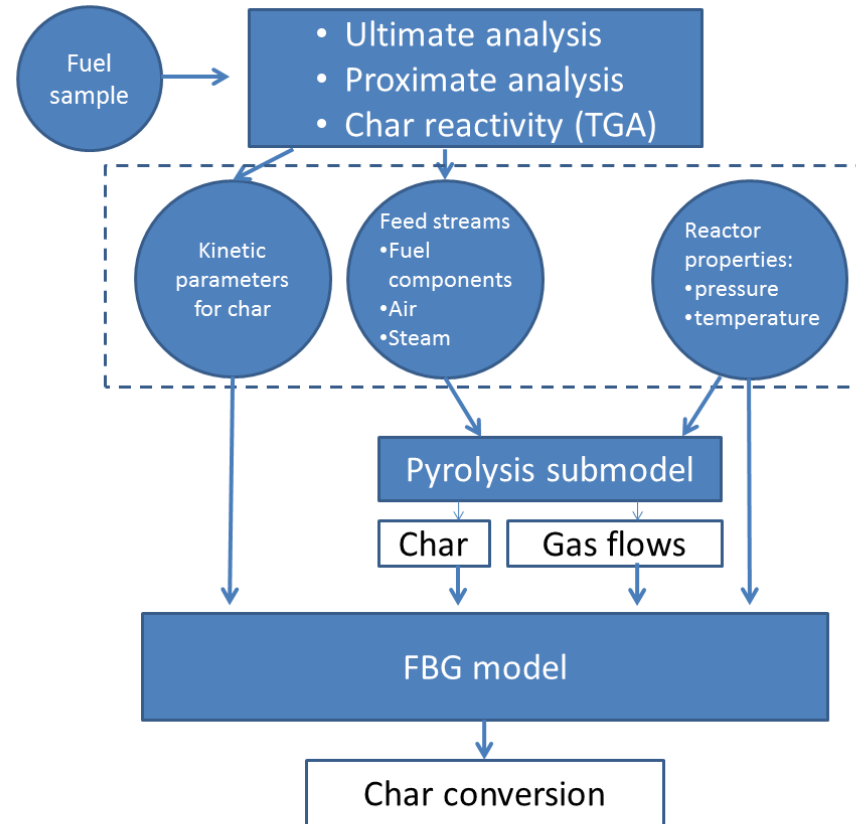 Fuel
sample
• Ultimate analysis
• Proximate analysis
• Char reactivity (TGA)
Kinetic
parameters
for char
Feed streams
•Fuel
components
•Air
•Steam
Reactor
properties:
•pressure
•temperature
Pyrolysis submodel
Char
Gas flows
FBG model
Char conversion